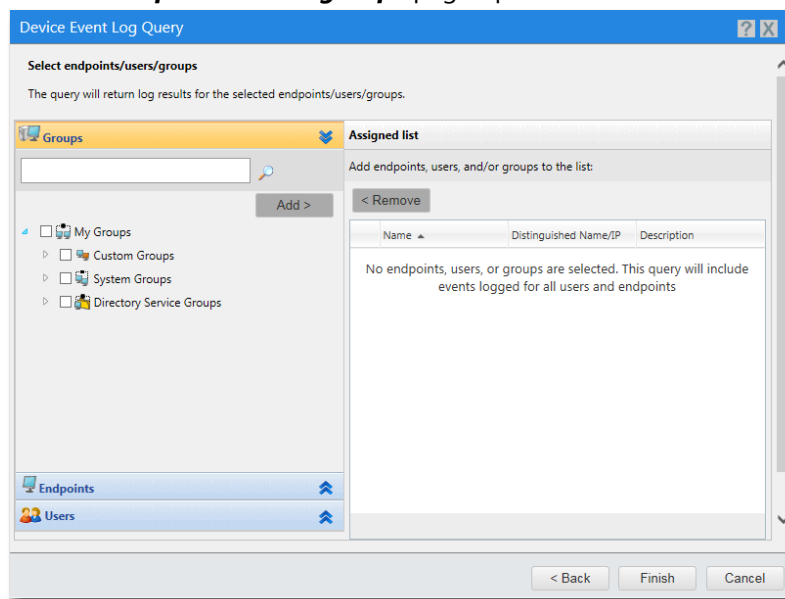 Device Event Log Query
? X
Select endpoints/users/groups
The query will return log results for the selected endpoints/users/groups.
Groups
Add >
My Groups
Custom Groups
System Groups
Directory Service Groups
Endpoints
Users
Assigned list
Add endpoints, users, and/or groups to the list:
< Remove
Name Distinguished Name/IP Description
No endpoints, users, or groups are selected. This query will include
events logged for all users and endpoints
< Back Finish Cancel